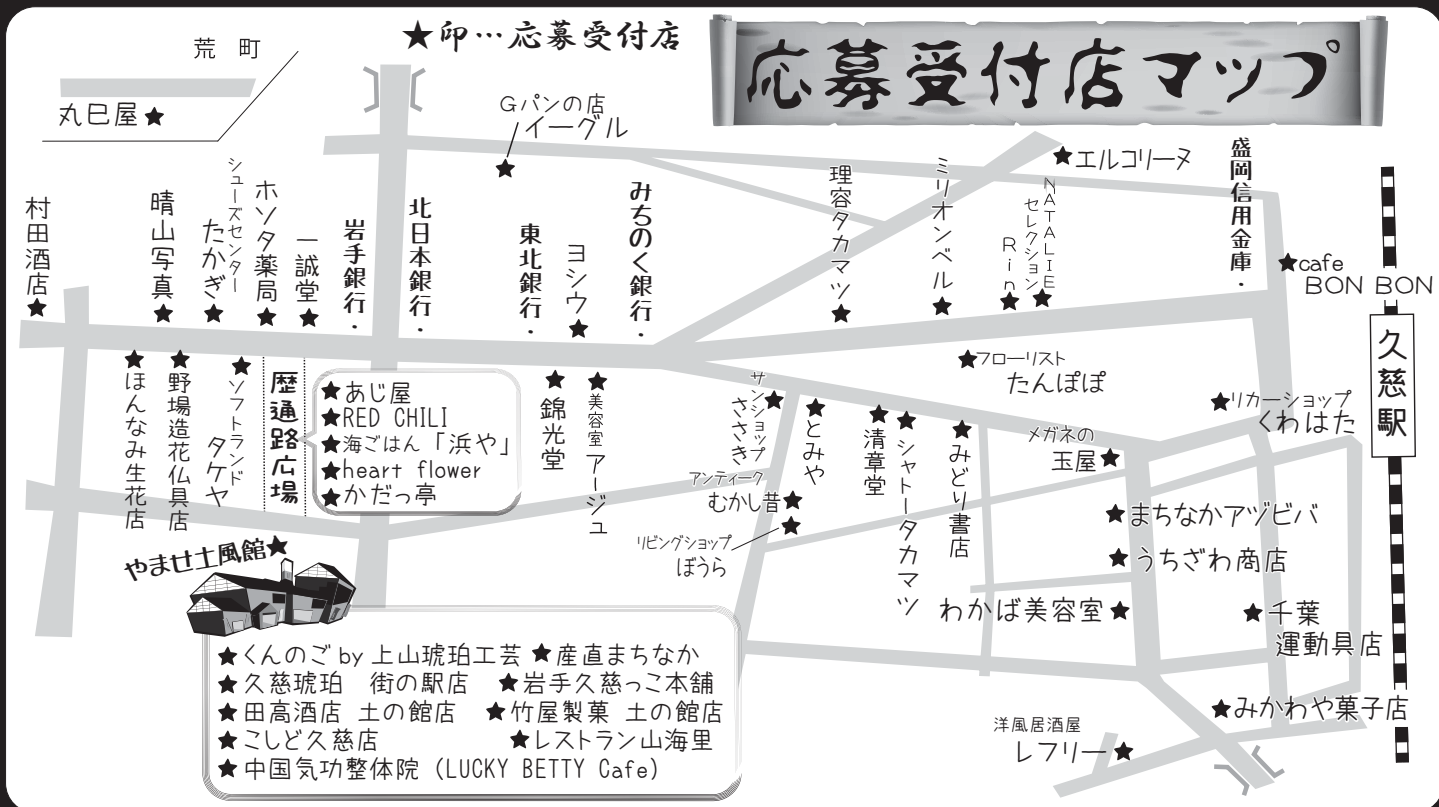 ★印…応募受付店
応募受付店マップ
荒 町
丸巳屋★
Gパンの店
イーグル
★
★エルコリーヌ
村田酒店★
晴山写真★
シューズセンター
たかぎ★
ホソタ薬局★
一誠堂★
岩手銀行・
北日本銀行・
東北銀行・
ヨシウ★
みちのく銀行・
理容タカマツ★
ミリオンベル★
Rin★
NATALIE
セレクション★
盛岡信用金庫・
★cafe
BON BON
久慈駅
★ほんなみ生花店
★野場造花仏具店
★ソフトランド
タケヤ
歴通路広場
★あじ屋
★RED CHILI
★海ごはん「浜や」
★heart flower
★かだっ亭
★錦光堂
★美容室 アージュ
サンショップ
ささき★
★とみや
★清章堂
★シャトータカマツ
★みどり書店
★フローリスト
たんぽぽ
★リカーショップ
くわはた
メガネの
玉屋★
アンティーク
むかし昔★
リビングショップ
ぼうら
★
★まちなかアヅビバ
★うちざわ商店
わかば美容室★
★千葉
運動具店
★みかわや菓子店
洋風居酒屋
レフリー★
やませ土風館★
★くんのこ by 上山琥珀工芸 ★産直まちなか
★久慈琥珀 街の駅店 ★岩手久慈っこ本舗
★田高酒店 土の館店 ★竹屋製菓 土の館店
★こしど久慈店 ★レストラン山海里
★中国気功整体院（LUCKY BETTY Cafe）